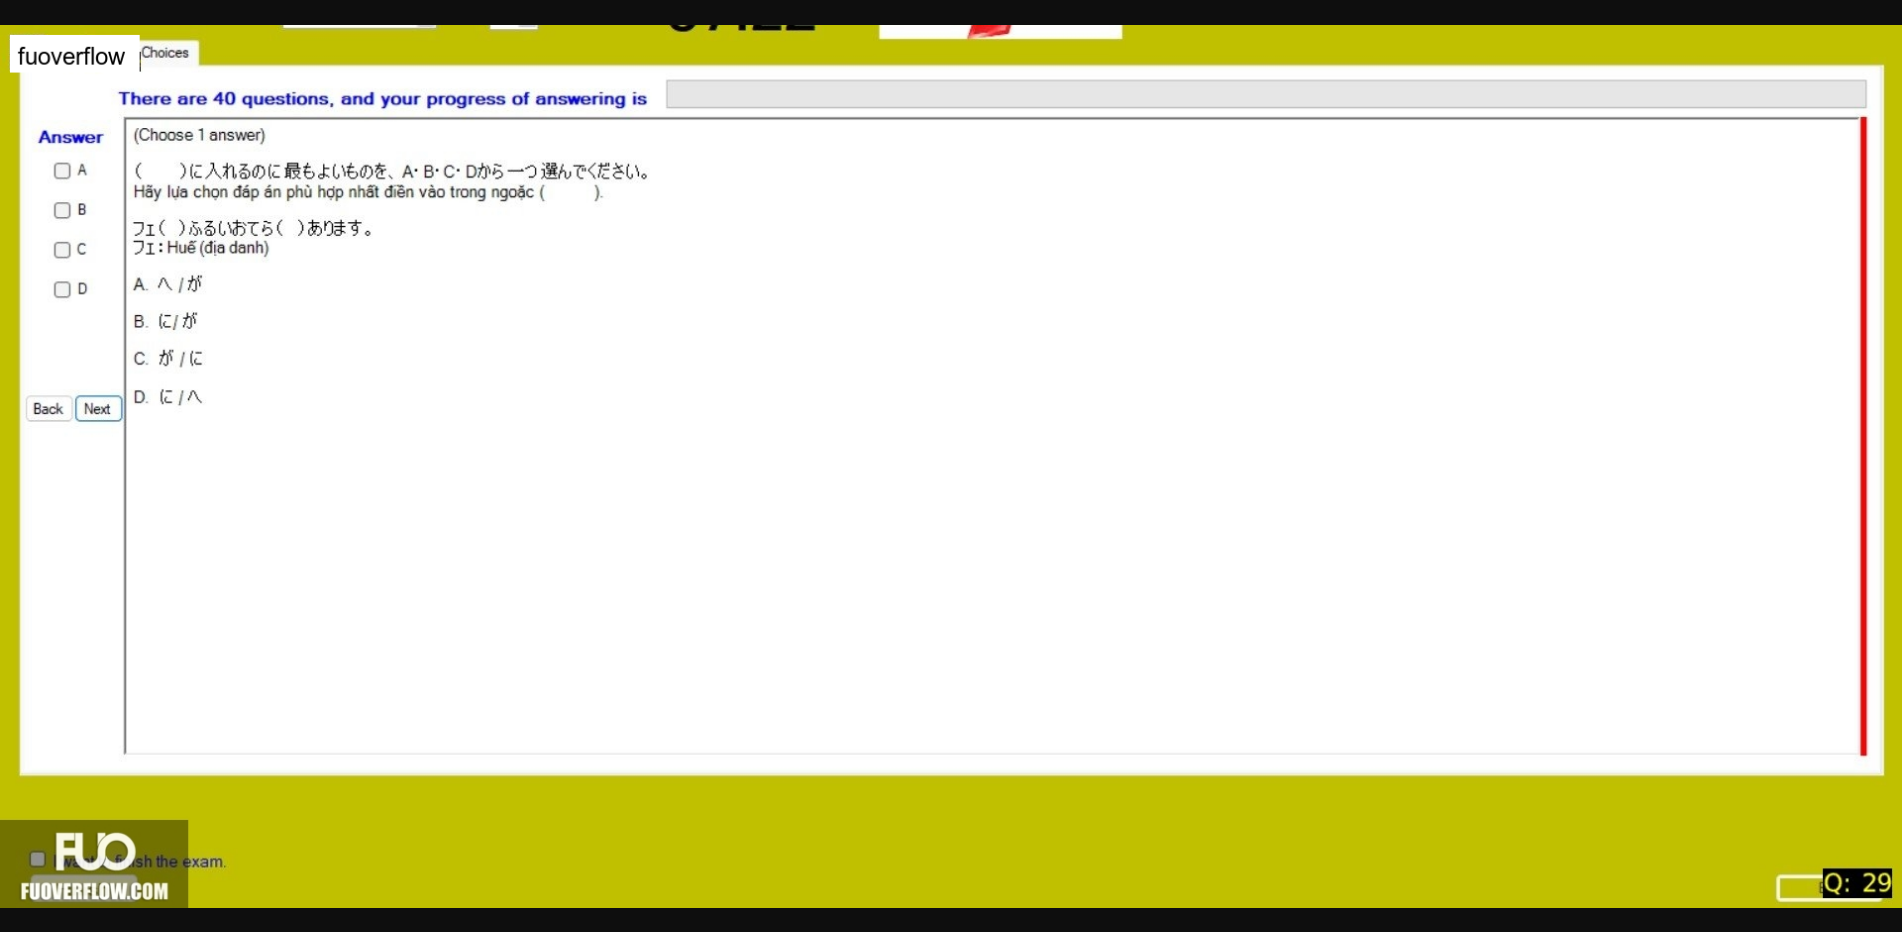 fuoverflow
Choices
There are 40 questions, and your progress of answering is
Answer
(Choose 1 answer)
A
(　　)に入れるのに最もよいものを、A・B・C・Dから一つ選んでください。
Hãy lựa chọn đáp án phù hợp nhất điền vào trong ngoặc (　　).
B
フエ(　)ふるいおてら(　)あります。
C
フエ：Huế (địa danh)
D
A. へ / が
B. に/ が
C. が / に
D. に / へ
Back
Next
FUO
sh the exam.
FUOVERFLOW.COM
Q: 29